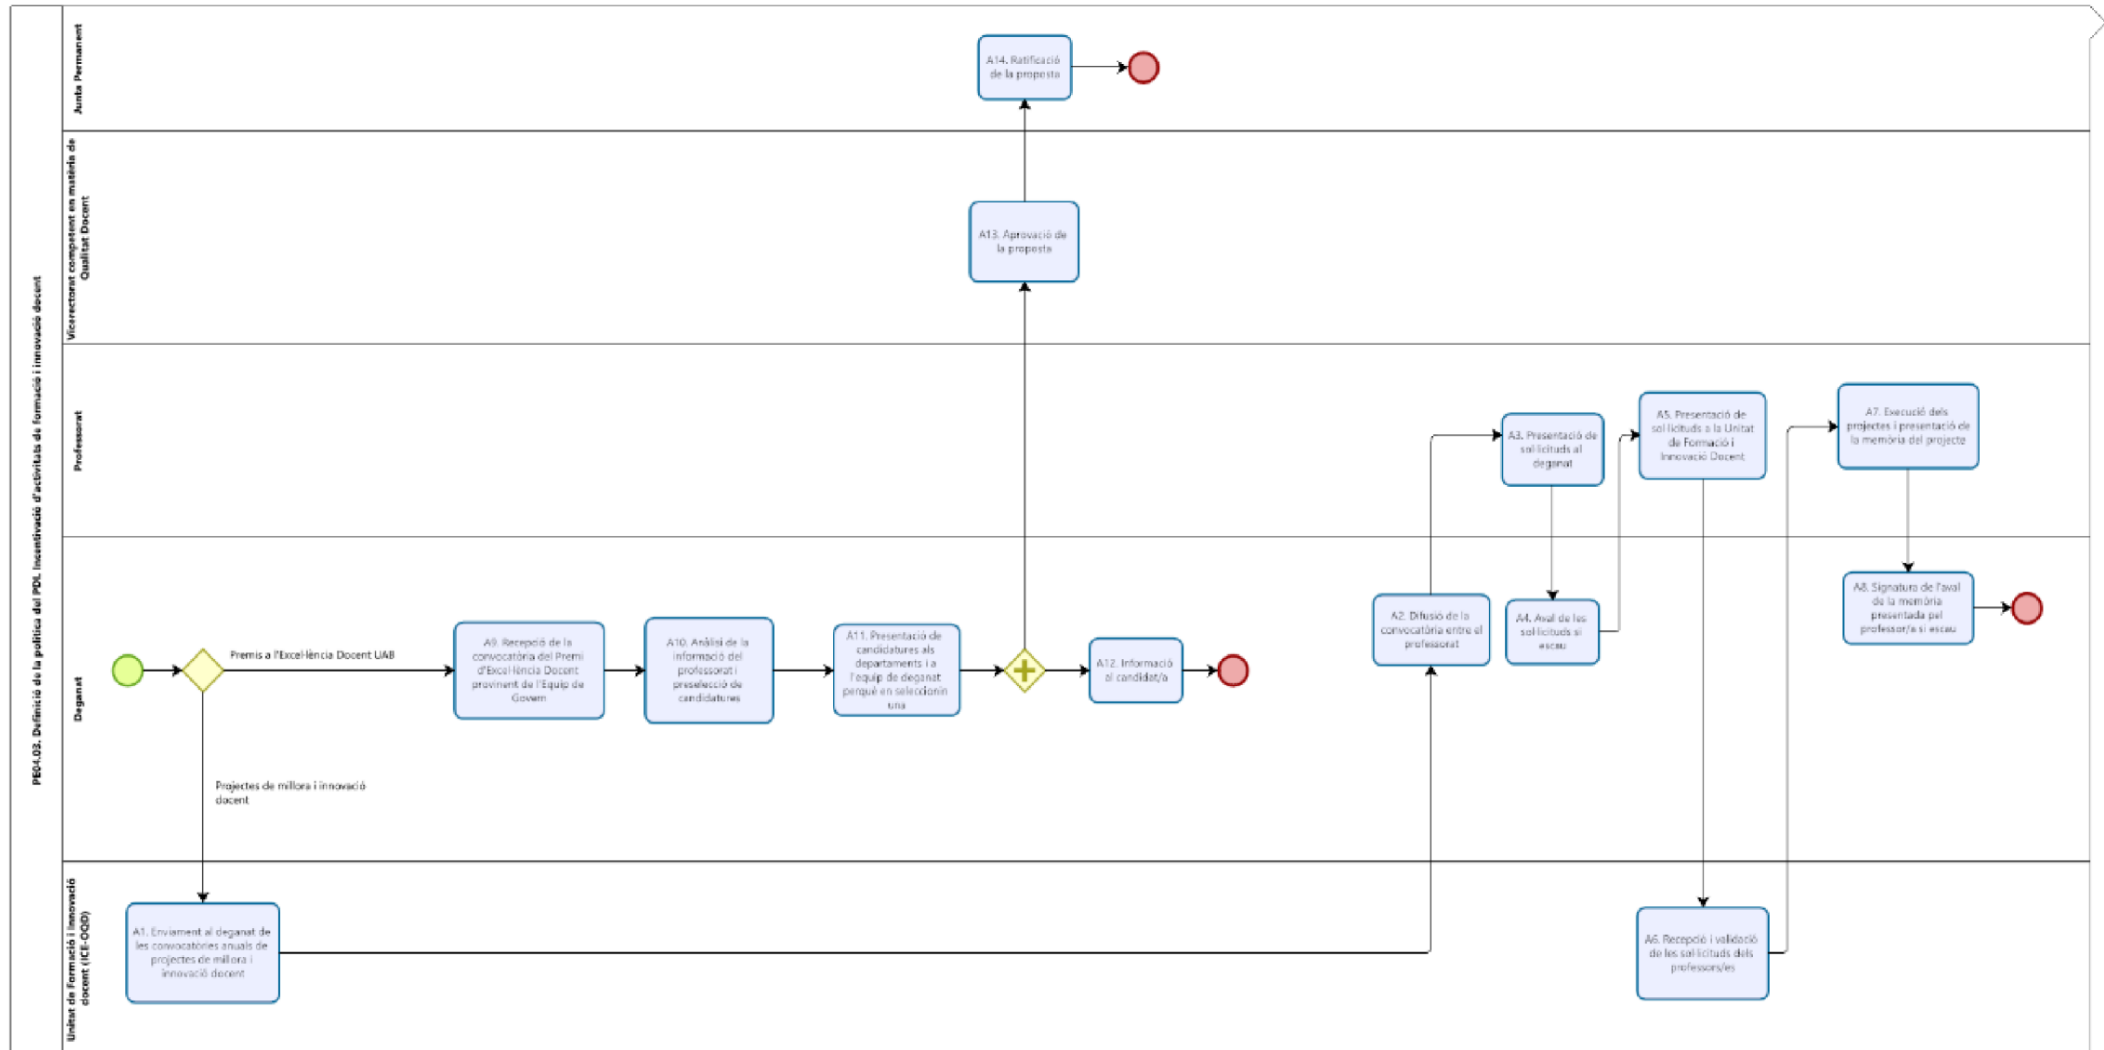 PE04.03. Definició de la política del PDI. Incentivació d'activitats de formació i innovació docent
Junta Permanent
A14. Ratificació
de la proposta
Vicerectorat competent en matèria de
Qualitat Docent
A13. Aprovació de
la proposta
Professorat
A3. Presentació de
sol·licituds al
deganat
A5. Presentació de
sol·licituds a la Unitat
de Formació i
Innovació Docent
A7. Execució dels
projectes i presentació de
la memòria del projecte
Deganat
Premis a l'Excel·lència Docent UAB
Projectes de millora i innovació
docent
A9. Recepció de la
convocatòria del Premi
d'Excel·lència Docent
provinent de l'Equip de
Govern
A10. Anàlisi de la
informació del
professorat i
preselecció de
candidatures
A11. Presentació de
candidatures als
departaments i a
l'equip de deganat
perquè en seleccionin
una
A12. Informació
al candidat/a
A2. Difusió de la
convocatòria entre el
professorat
A4. Aval de les
sol·licituds si
escau
A8. Signatura de l'aval
de la memòria
presentada pel
professor/a si escau
Unitat de Formació i Innovació
docent (ICE-OQD)
A1. Enviament al deganat de
les convocatòries anuals de
projectes de millora i
innovació docent
A6. Recepció i validació
de les sol·licituds dels
professors/es